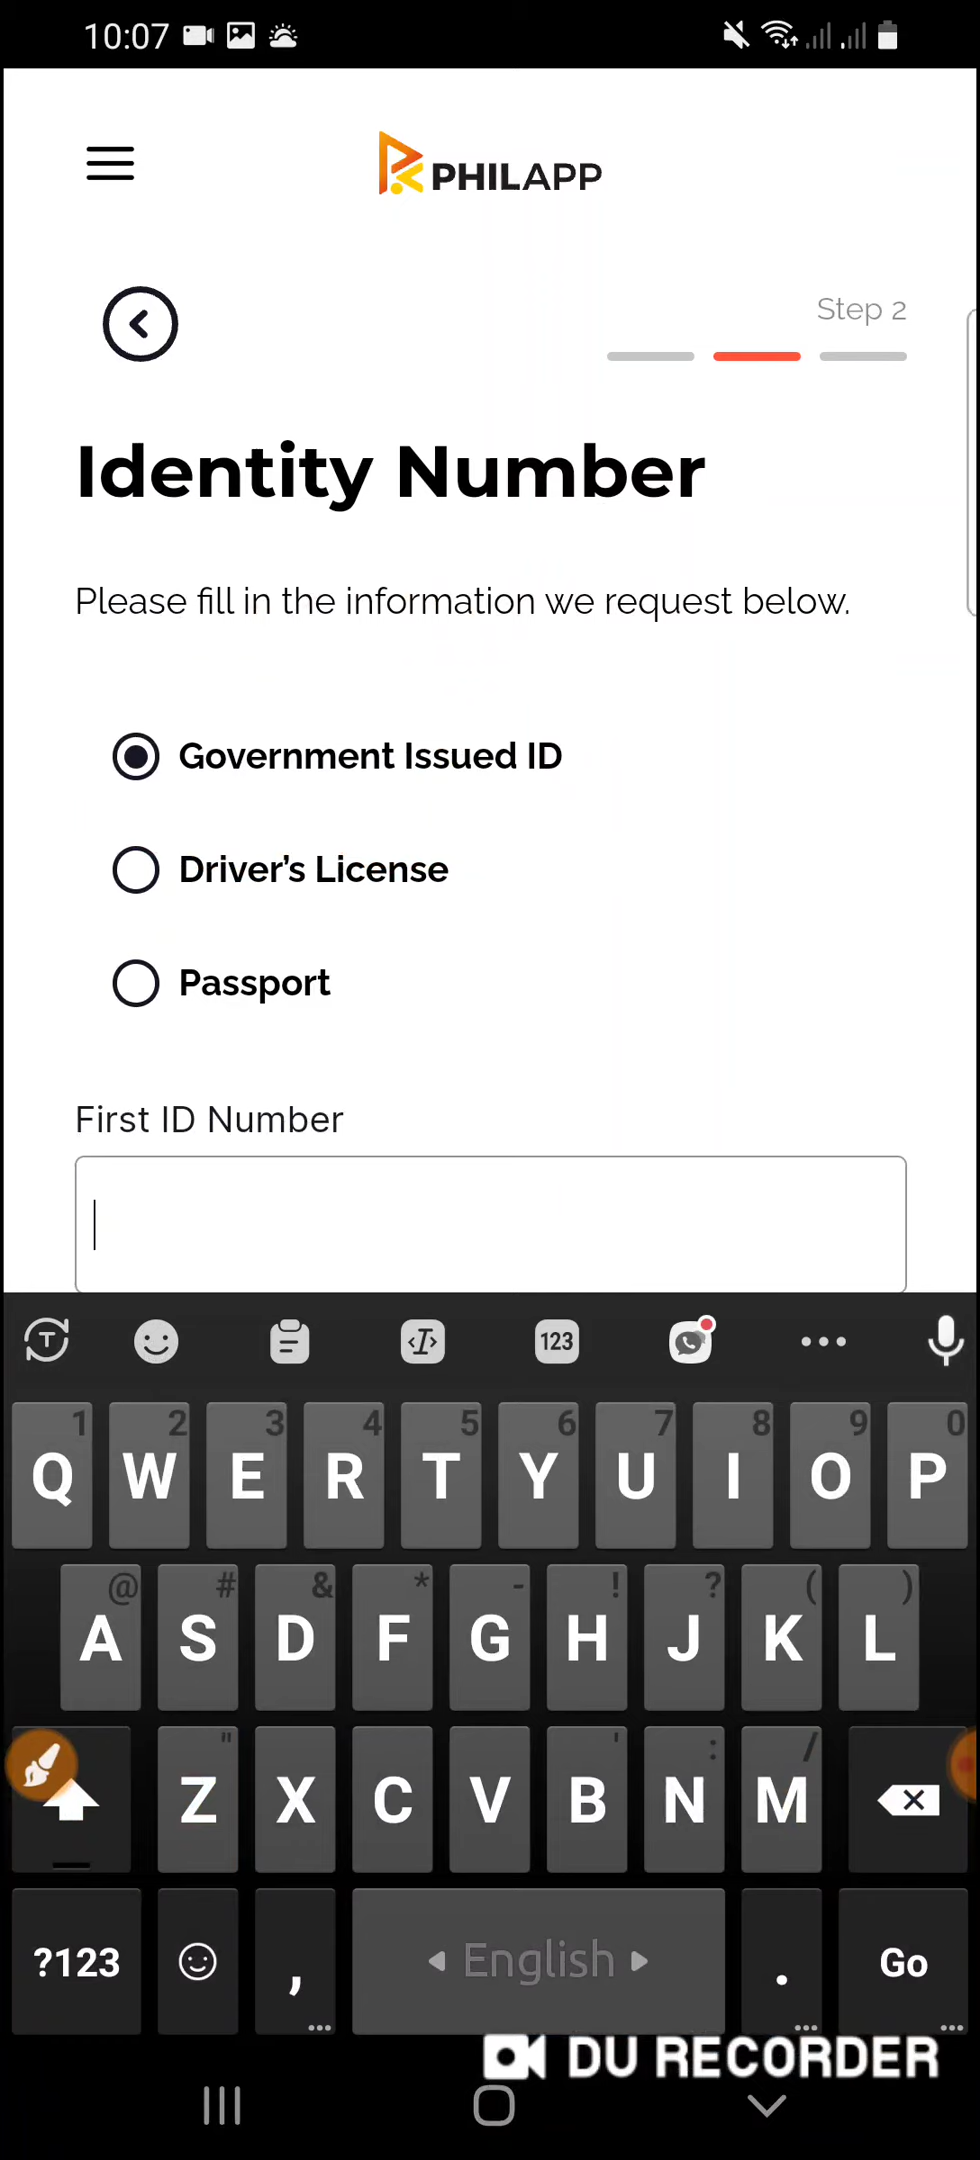 10:07
PHILAPP
Step 2
Identity Number
Please fill in the information we request below.
Government Issued ID
Driver’s License
Passport
First ID Number
T 123
1 2 3 4 5 6 7 8 9 0
Q W E R T Y U I O P
@ # & * - ! ? ( )
A S D F G H J K L
" ' : /
Z X C V B N M
?123 , English . Go
DU RECORDER